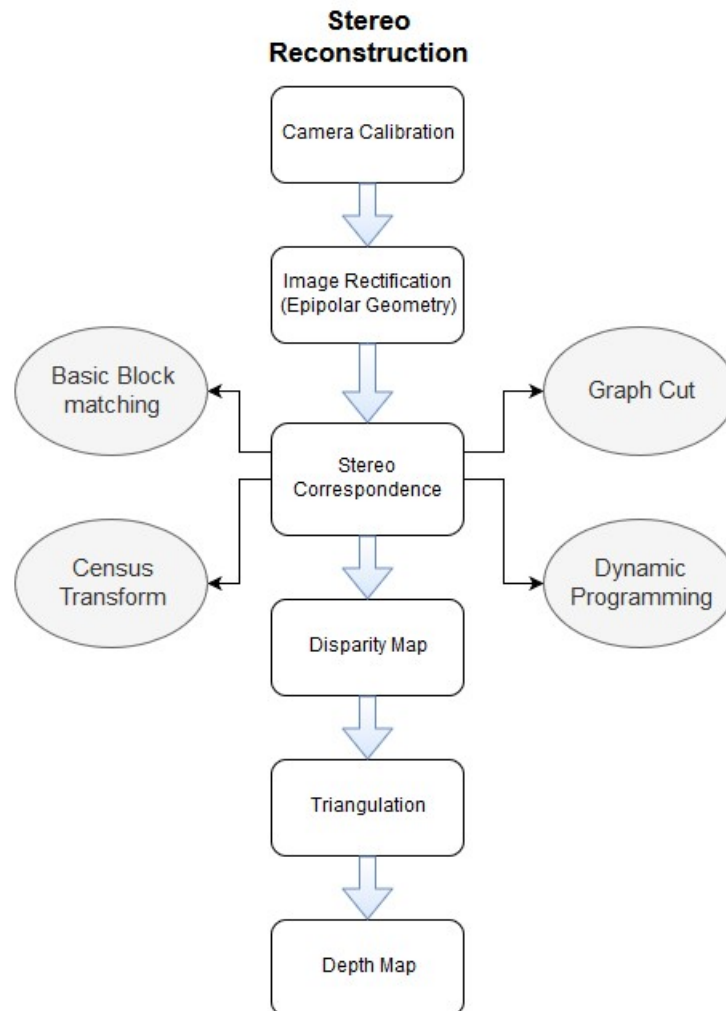 Stereo
Reconstruction
Camera Calibration
Image Rectification
(Epipolar Geometry)
Basic Block
matching
Graph Cut
Stereo
Correspondence
Census
Transform
Dynamic
Programming
Disparity Map
Triangulation
Depth Map